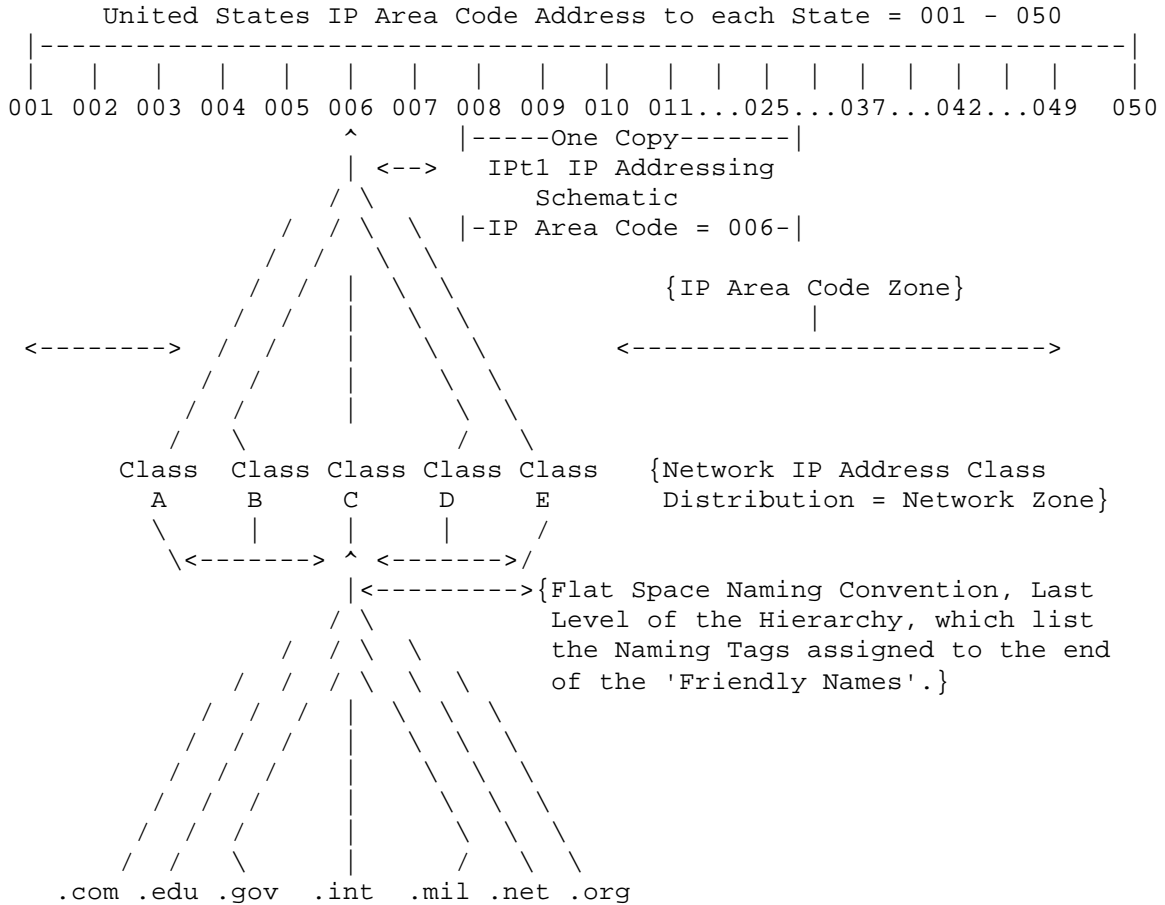 United States IP Area Code Address to each State = 001 - 050
001 002 003 004 005 006 007 008 009 010 011...025...037...042...049 050
|-----One Copy-------|
<--> IPt1 IP Addressing
Schematic
|-IP Area Code = 006-|
{IP Area Code Zone}
Class Class Class Class Class {Network IP Address Class
A B C D E Distribution = Network Zone}
{Flat Space Naming Convention, Last
Level of the Hierarchy, which list
the Naming Tags assigned to the end
of the 'Friendly Names'.}
.com .edu .gov .int .mil .net .org